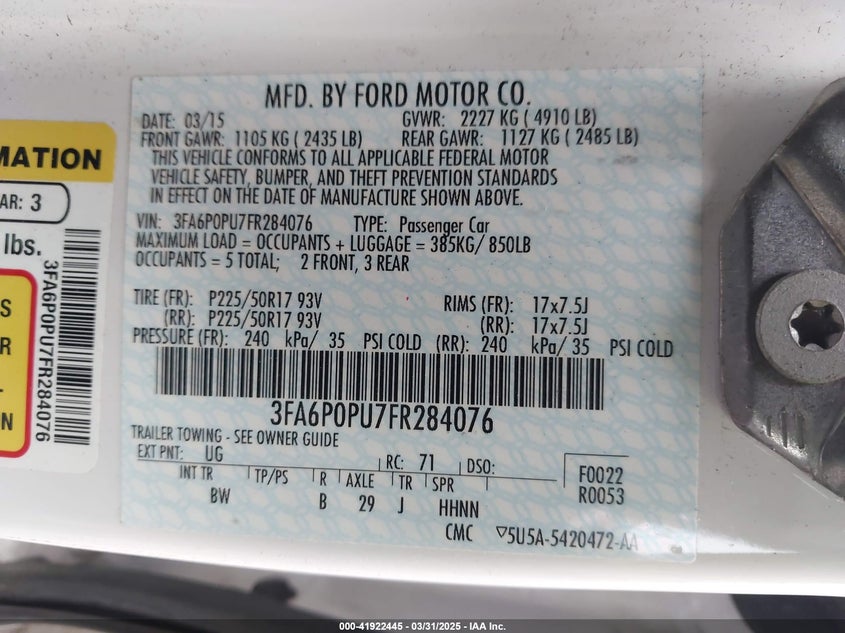 MATION
AR: 3
lbs.
S
R
L
N
3FA6P0PU7FR284076
MFD. BY FORD MOTOR CO.
DATE: 03/15 GVWR: 2227 KG ( 4910 LB)
FRONT GAWR: 1105 KG ( 2435 LB) REAR GAWR: 1127 KG ( 2485 LB)
THIS VEHICLE CONFORMS TO ALL APPLICABLE FEDERAL MOTOR
VEHICLE SAFETY, BUMPER, AND THEFT PREVENTION STANDARDS
IN EFFECT ON THE DATE OF MANUFACTURE SHOWN ABOVE.
VIN: 3FA6P0PU7FR284076 TYPE: Passenger Car
MAXIMUM LOAD = OCCUPANTS + LUGGAGE = 385KG/ 850LB
OCCUPANTS = 5 TOTAL; 2 FRONT, 3 REAR
TIRE (FR): P225/50R17 93V RIMS (FR): 17x7.5J
(RR): P225/50R17 93V (RR): 17x7.5J
PRESSURE (FR): 240 kPa/ 35 PSI COLD (RR): 240 kPa/ 35 PSI COLD
3FA6P0PU7FR284076
TRAILER TOWING - SEE OWNER GUIDE
EXT PNT: UG RC: 71 DSO:
INT TR TP/PS R AXLE TR SPR
BW B 29 J HHNN
F0022
R0053
CMC ▽5U5A-5420472-AA
000-41922445 - 03/31/2025 - IAA Inc.